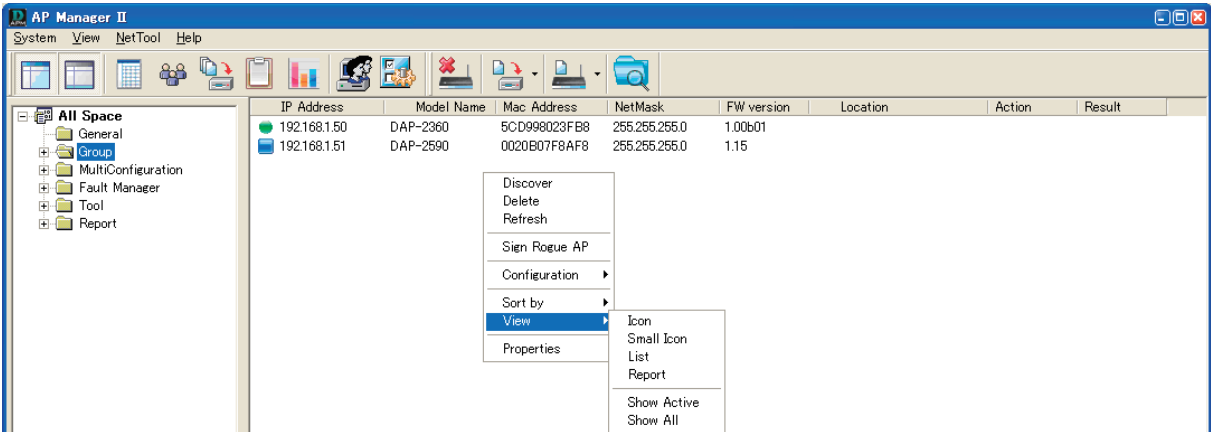 AP Manager II
System View NetTool Help
All Space
General
Group
MultiConfiguration
Fault Manager
Tool
Report
IP Address Model Name Mac Address NetMask FW version Location Action Result
192.168.1.50 DAP-2360 5CD998023FB8 255.255.255.0 1.00b01
192.168.1.51 DAP-2590 0020B07F8AF8 255.255.255.0 1.15
Discover
Delete
Refresh
Sign Rogue AP
Configuration
Sort by
View
Properties
Icon
Small Icon
List
Report
Show Active
Show All